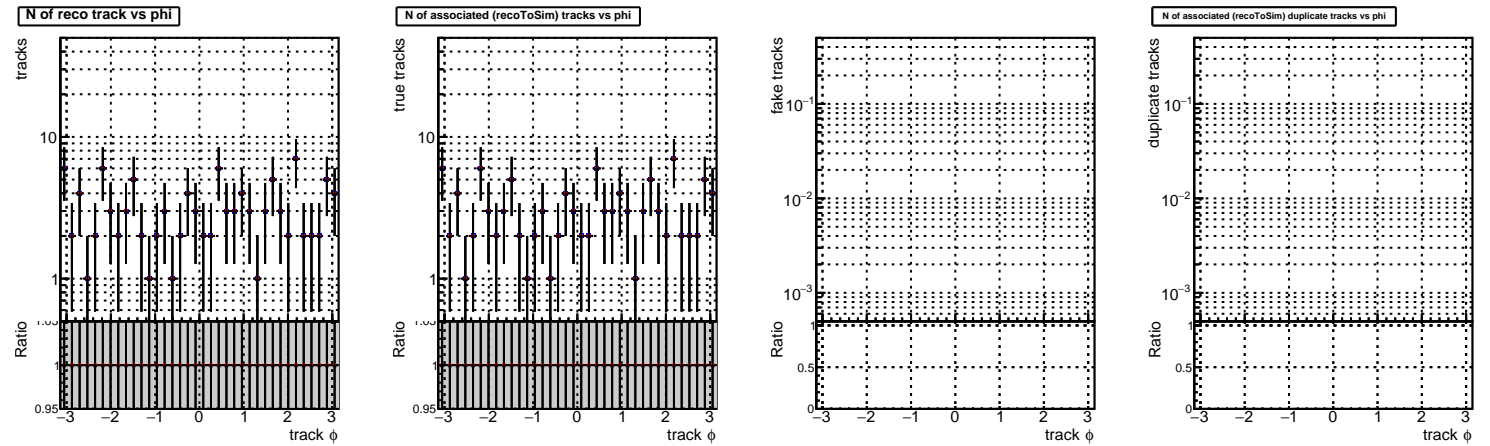 N of reco track vs phi
tracks
10
1
Ratio
1.05
1
0.95
−3 −2 −1 0 1 2 3
track ϕ
N of associated (recoToSim) tracks vs phi
true tracks
10
1
Ratio
1.05
1
0.95
−3 −2 −1 0 1 2 3
track ϕ
fake tracks
10−1
10−2
10−3
Ratio
1
0.5
0
−3 −2 −1 0 1 2 3
track ϕ
N of associated (recoToSim) duplicate tracks vs phi
duplicate tracks
10−1
10−2
10−3
Ratio
1
0.5
0
−3 −2 −1 0 1 2 3
track ϕ